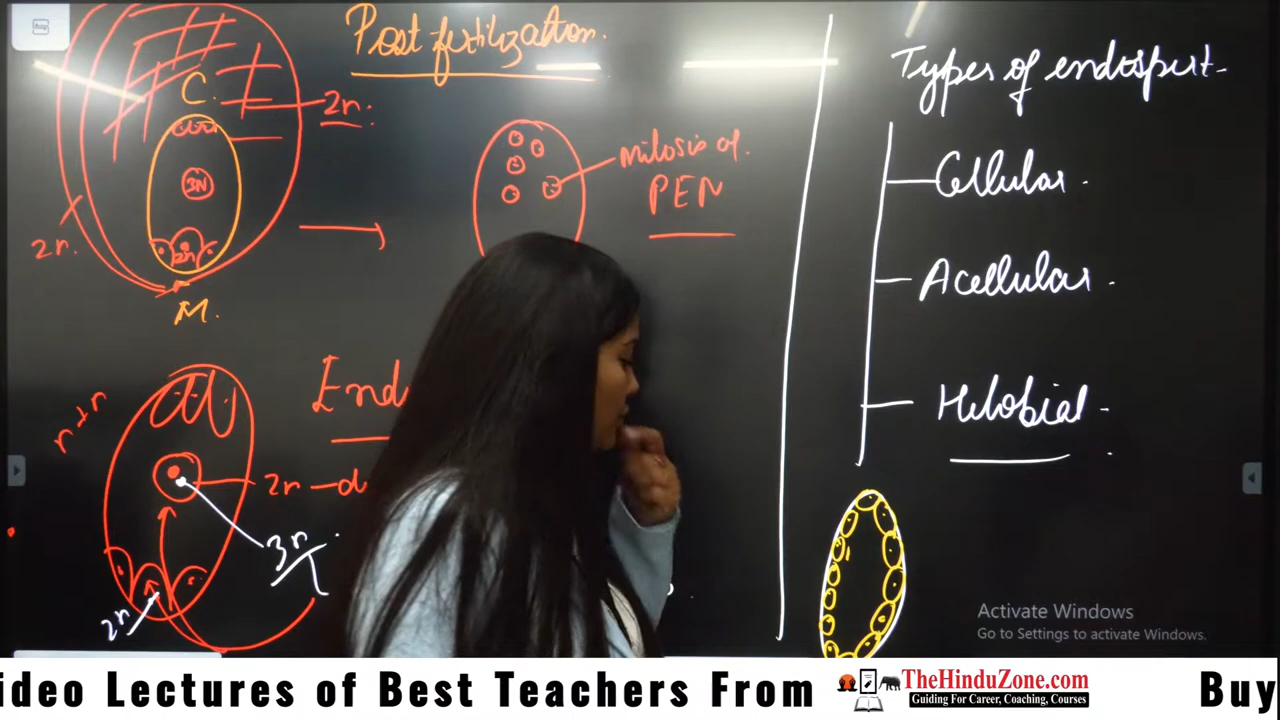 Post fertilization.
C.
2n.
3N
2n
2n.
M.
Mitosis of.
PEN
n+n
End
2n – d
3n
2n
Types of endospert.
Cellular.
Acellular.
Helobial.
Activate Windows
Go to Settings to activate Windows.
ideo Lectures of Best Teachers From
TheHinduZone.com
Guiding For Career, Coaching, Courses
Buy